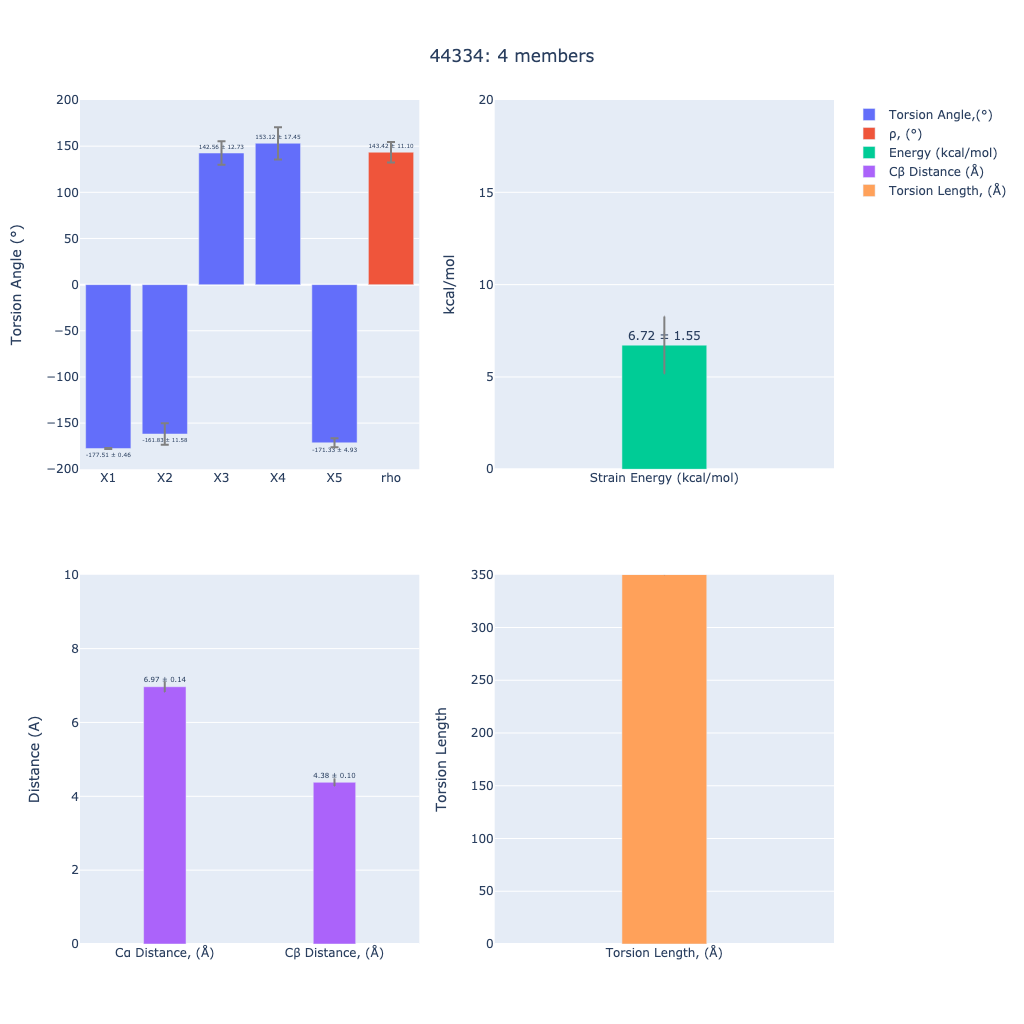 44334: 4 members
Torsion Angle (°)
200
150
100
50
0
−50
−100
−150
−200
142.56 ± 12.73
153.12 ± 17.45
143.42 ± 11.10
-177.51 ± 0.46
-161.83 ± 11.58
-171.33 ± 4.93
X1 X2 X3 X4 X5 rho
kcal/mol
20
15
10
5
0
6.72 ± 1.55
Strain Energy (kcal/mol)
Torsion Angle,(°)
ρ, (°)
Energy (kcal/mol)
Cβ Distance (Å)
Torsion Length, (Å)
Distance (A)
10
8
6
4
2
0
6.97 ± 0.14
4.38 ± 0.10
Cα Distance, (Å) Cβ Distance, (Å)
Torsion Length
350
300
250
200
150
100
50
0
Torsion Length, (Å)